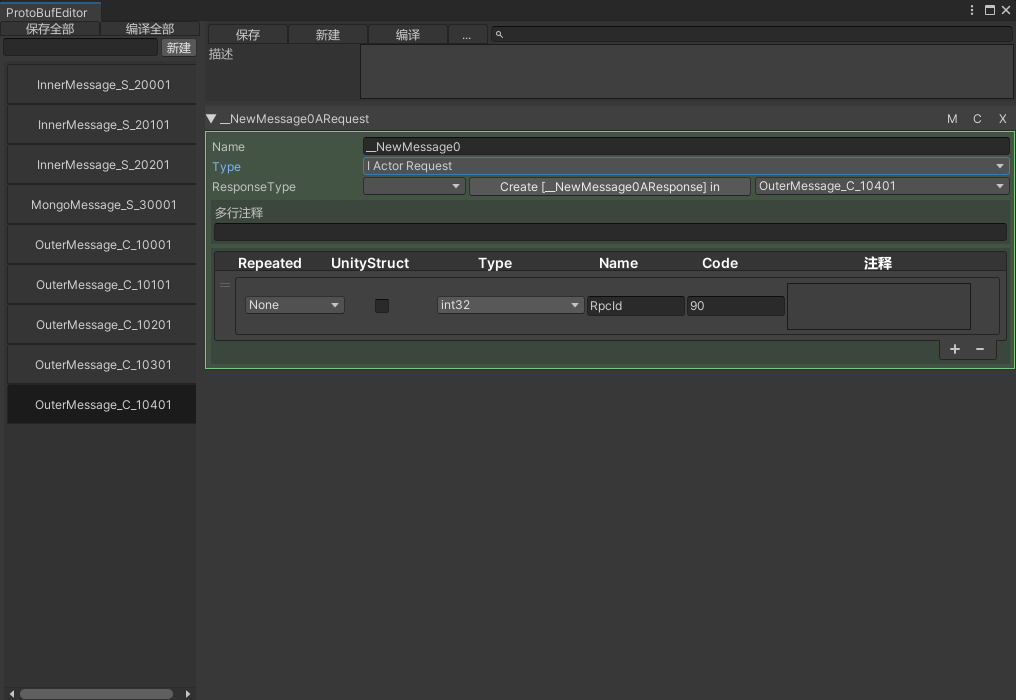 ProtoBufEditor
保存全部 编译全部
新建
InnerMessage_S_20001
InnerMessage_S_20101
InnerMessage_S_20201
MongoMessage_S_30001
OuterMessage_C_10001
OuterMessage_C_10101
OuterMessage_C_10201
OuterMessage_C_10301
OuterMessage_C_10401
保存 新建 编译 ...
描述
__NewMessage0ARequest M C X
Name __NewMessage0
Type I Actor Request
ResponseType Create [__NewMessage0AResponse] in OuterMessage_C_10401
多行注释
Repeated UnityStruct Type Name Code 注释
None int32 RpcId 90
+ −